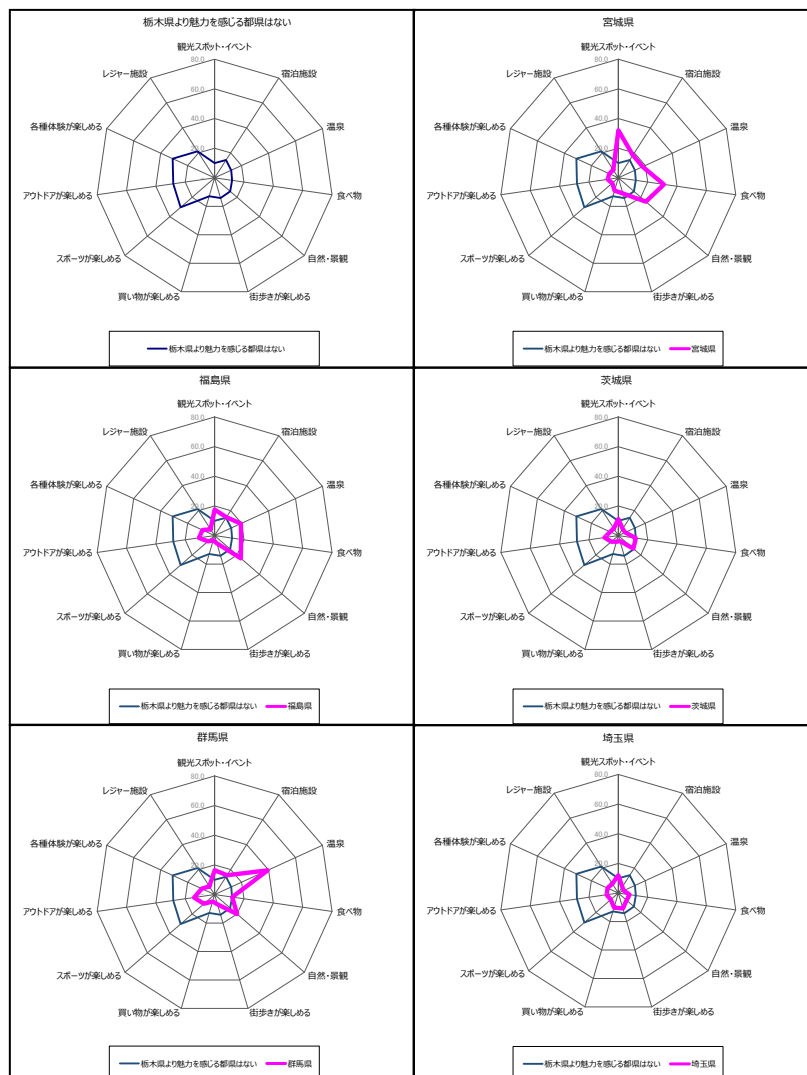 栃木県より魅力を感じる都県はない
観光スポット・イベント
80.0
60.0
40.0
20.0
宿泊施設
温泉
食べ物
自然・景観
街歩きが楽しめる
買い物が楽しめる
スポーツが楽しめる
アウトドアが楽しめる
各種体験が楽しめる
レジャー施設
栃木県より魅力を感じる都県はない
宮城県
観光スポット・イベント
80.0
60.0
40.0
20.0
宿泊施設
温泉
食べ物
自然・景観
街歩きが楽しめる
買い物が楽しめる
スポーツが楽しめる
アウトドアが楽しめる
各種体験が楽しめる
レジャー施設
栃木県より魅力を感じる都県はない 宮城県
福島県
観光スポット・イベント
80.0
60.0
40.0
20.0
宿泊施設
温泉
食べ物
自然・景観
街歩きが楽しめる
買い物が楽しめる
スポーツが楽しめる
アウトドアが楽しめる
各種体験が楽しめる
レジャー施設
栃木県より魅力を感じる都県はない 福島県
茨城県
観光スポット・イベント
80.0
60.0
40.0
20.0
宿泊施設
温泉
食べ物
自然・景観
街歩きが楽しめる
買い物が楽しめる
スポーツが楽しめる
アウトドアが楽しめる
各種体験が楽しめる
レジャー施設
栃木県より魅力を感じる都県はない 茨城県
群馬県
観光スポット・イベント
80.0
60.0
40.0
20.0
宿泊施設
温泉
食べ物
自然・景観
街歩きが楽しめる
買い物が楽しめる
スポーツが楽しめる
アウトドアが楽しめる
各種体験が楽しめる
レジャー施設
栃木県より魅力を感じる都県はない 群馬県
埼玉県
観光スポット・イベント
80.0
60.0
40.0
20.0
宿泊施設
温泉
食べ物
自然・景観
街歩きが楽しめる
買い物が楽しめる
スポーツが楽しめる
アウトドアが楽しめる
各種体験が楽しめる
レジャー施設
栃木県より魅力を感じる都県はない 埼玉県